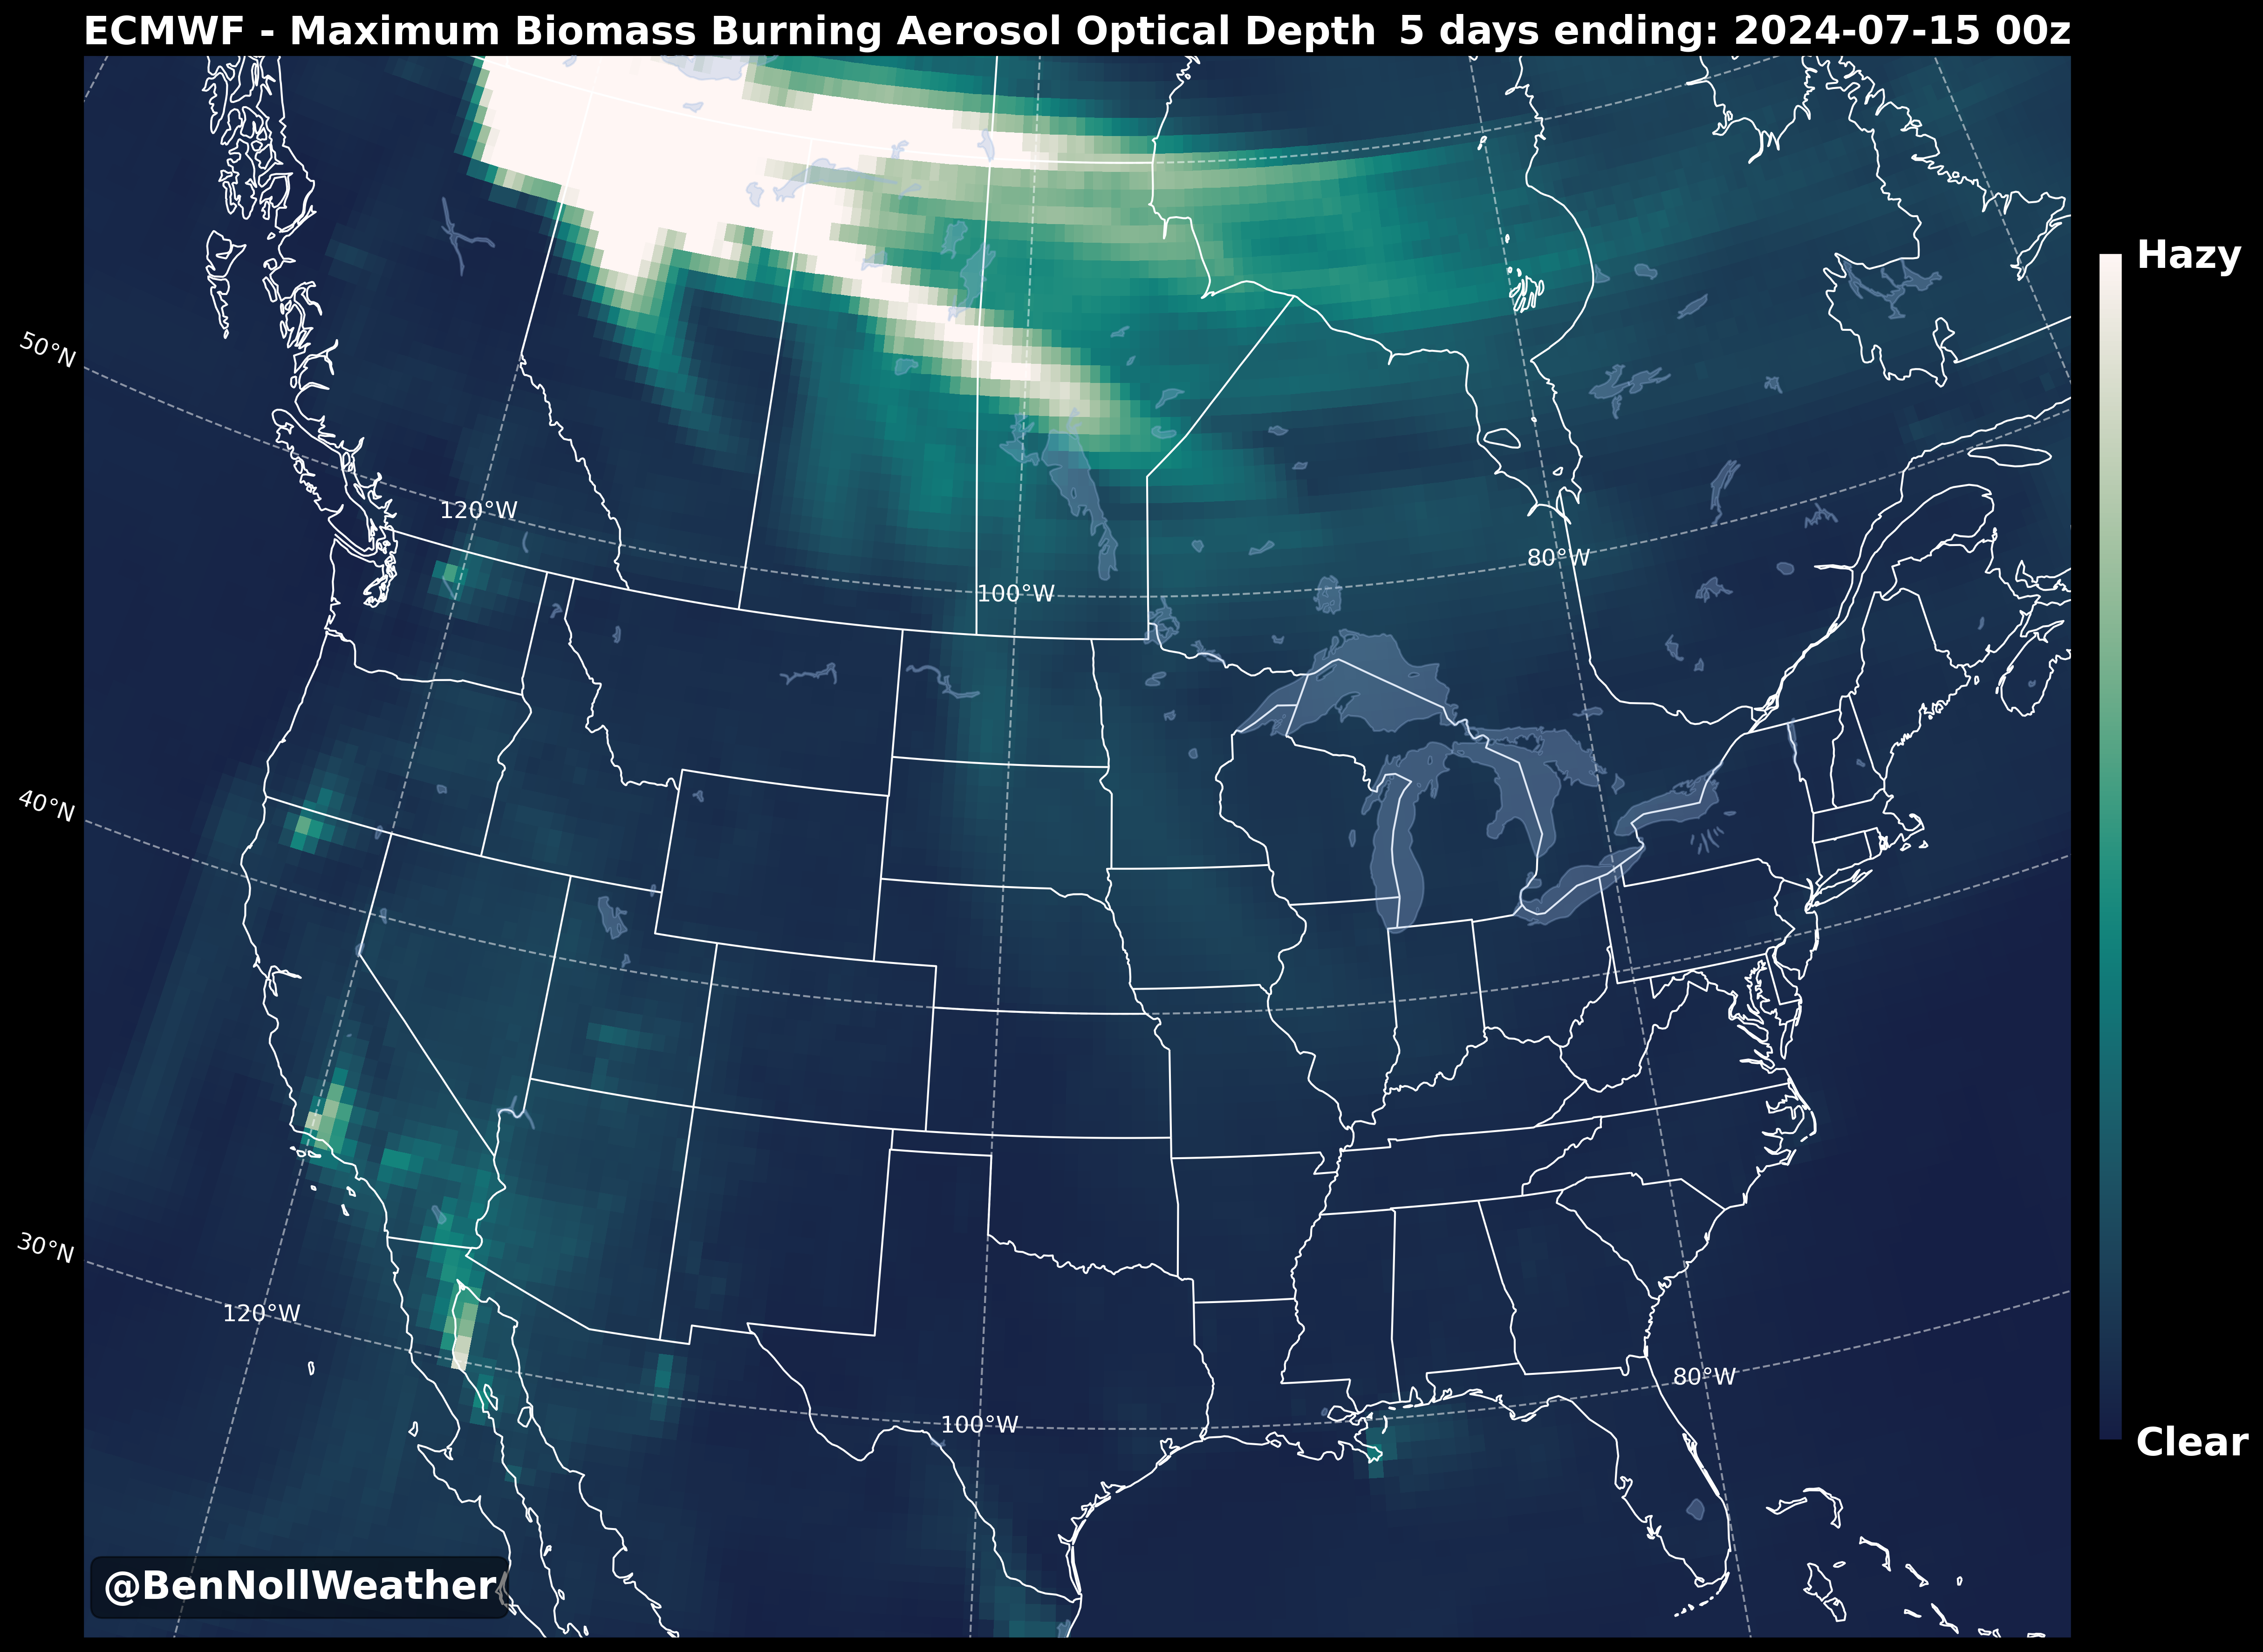 ECMWF - Maximum Biomass Burning Aerosol Optical Depth 5 days ending: 2024-07-15 00z
Hazy
50°N
120°W
80°W
100°W
40°N
30°N
120°W
80°W
100°W
Clear
@BenNollWeather